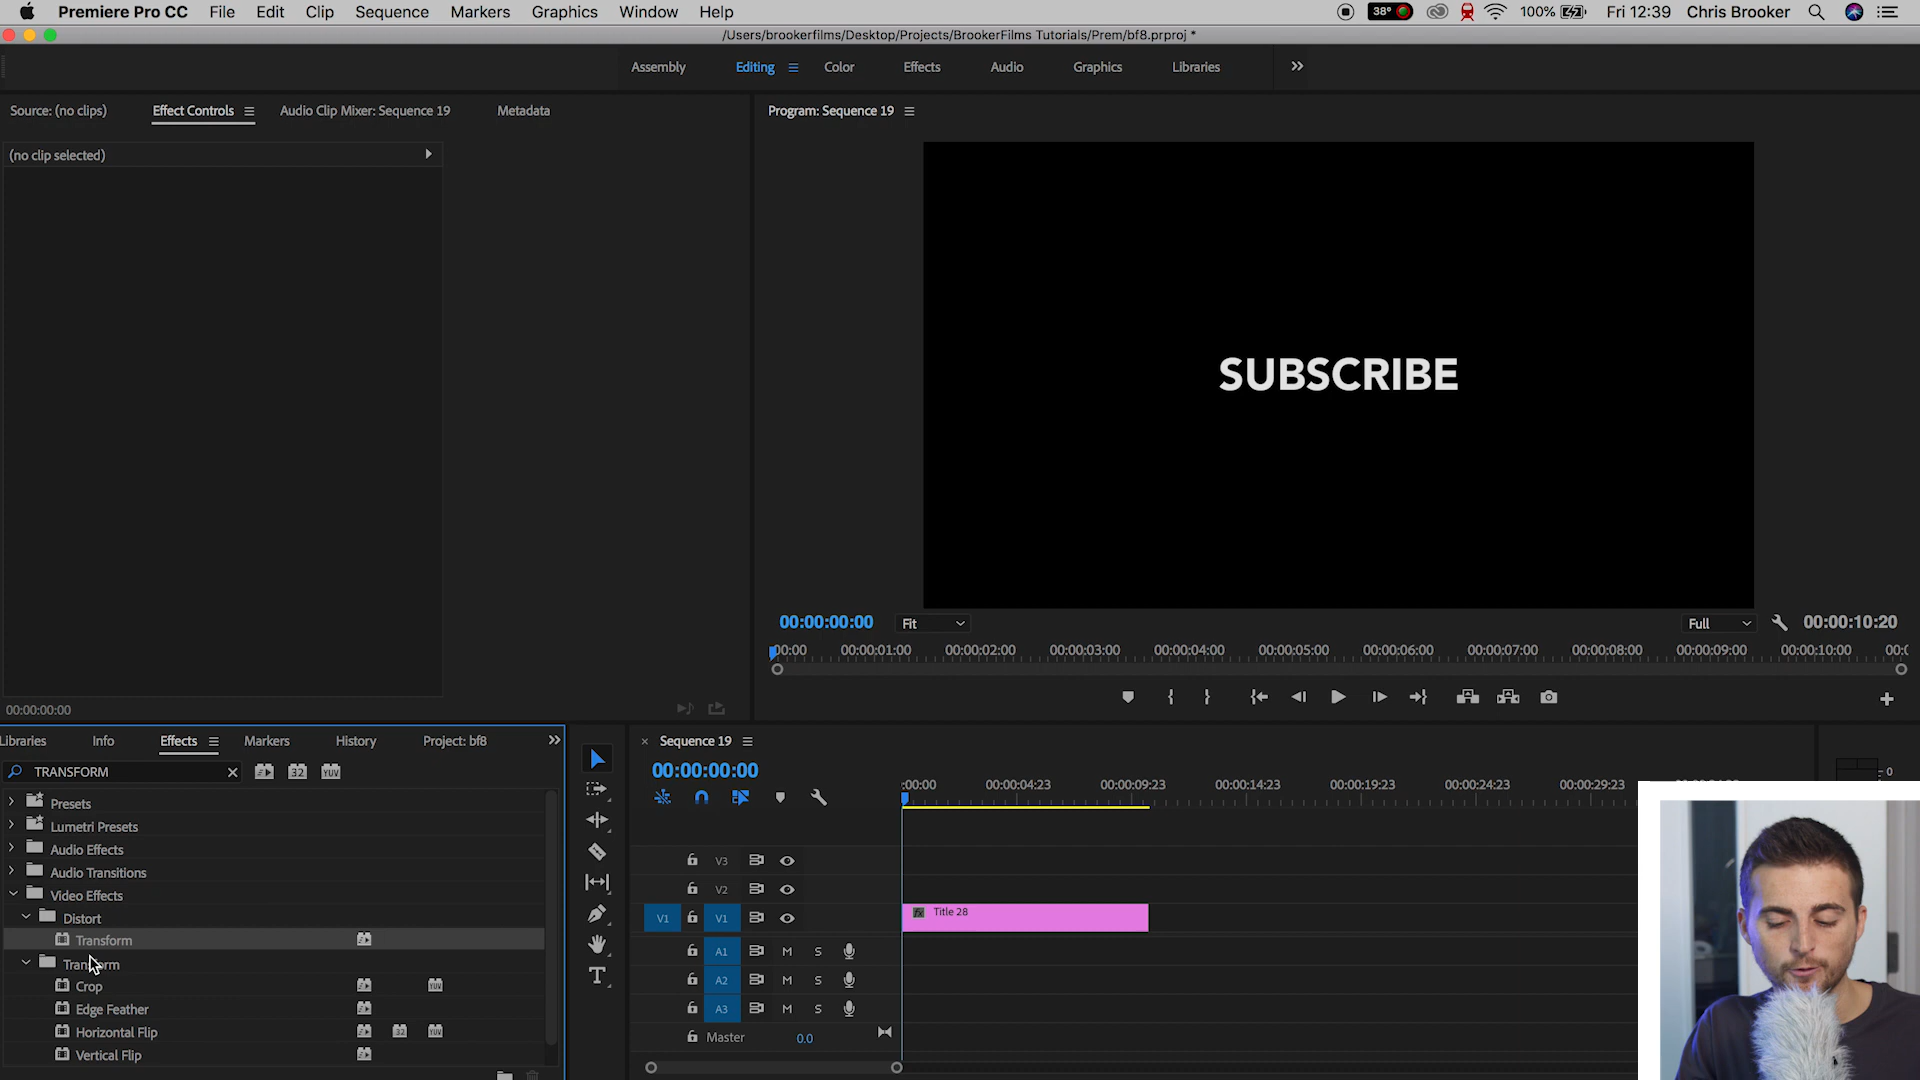 Premiere Pro CC File Edit Clip Sequence Markers Graphics Window Help 38° 100% Fri 12:39 Chris Brooker
/Users/brookerfilms/Desktop/Projects/BrookerFilms Tutorials/Prem/bf8.prproj *
Assembly Editing Color Effects Audio Graphics Libraries
Source: (no clips) Effect Controls Audio Clip Mixer: Sequence 19 Metadata
Program: Sequence 19
(no clip selected)
SUBSCRIBE
00:00:00:00 Fit Full 00:00:10:20
00:00 00:00:01:00 00:00:02:00 00:00:03:00 00:00:04:00 00:00:05:00 00:00:06:00 00:00:07:00 00:00:08:00 00:00:09:00 00:00:10:00 00:0
00:00:00:00
Libraries Info Effects Markers History Project: bf8
TRANSFORM 32 YUV
Presets
Lumetri Presets
Audio Effects
Audio Transitions
Video Effects
Distort
Transform
Transform
Crop YUV
Edge Feather
Horizontal Flip 32 YUV
Vertical Flip
Sequence 19
00:00:00:00
:00:00 00:00:04:23 00:00:09:23 00:00:14:23 00:00:19:23 00:00:24:23 00:00:29:23
V3
V2
V1 V1 fx Title 28
A1 M S
A2 M S
A3 M S
Master 0.0
0
T